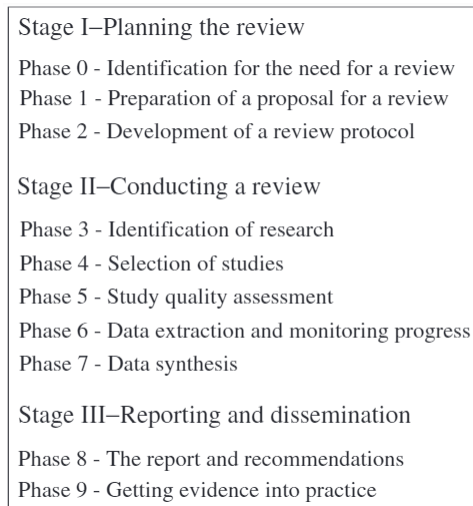 Stage I–Planning the review
Phase 0 - Identification for the need for a review
Phase 1 - Preparation of a proposal for a review
Phase 2 - Development of a review protocol
Stage II–Conducting a review
Phase 3 - Identification of research
Phase 4 - Selection of studies
Phase 5 - Study quality assessment
Phase 6 - Data extraction and monitoring progress
Phase 7 - Data synthesis
Stage III–Reporting and dissemination
Phase 8 - The report and recommendations
Phase 9 - Getting evidence into practice